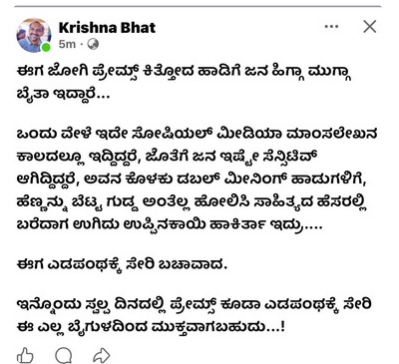 Krishna Bhat
5m ·
ಈಗ ಜೋಗಿ ಪ್ರೇಮ್ಸ್ ಕಿತ್ತೋದ ಹಾಡಿಗೆ ಜನ ಹಿಗ್ಗಾ ಮುಗ್ಗಾ
ಬೈತಾ ಇದ್ದಾರೆ...
ಒಂದು ವೇಳೆ ಇದೇ ಸೋಷಿಯಲ್ ಮೀಡಿಯಾ ಮಾಂಸಲೇಖನ
ಕಾಲದಲ್ಲೂ ಇದ್ದಿದ್ದರೆ, ಜೊತೆಗೆ ಜನ ಇಷ್ಟೇ ಸೆನ್ಸಿಟಿವ್
ಆಗಿದ್ದಿದ್ದರೆ, ಅವನ ಕೊಳಕು ಡಬಲ್ ಮೀನಿಂಗ್ ಹಾಡುಗಳಿಗೆ,
ಹೆಣ್ಣನ್ನು ಬೆಟ್ಟ ಗುಡ್ಡ ಅಂತೆಲ್ಲ ಹೋಲಿಸಿ ಸಾಹಿತ್ಯದ ಹೆಸರಲ್ಲಿ
ಬರೆದಾಗ ಉಗಿದು ಉಪ್ಪಿನಕಾಯಿ ಹಾಕಿರ್ತಾ ಇದ್ರು....
ಈಗ ಎಡಪಂಥಕ್ಕೆ ಸೇರಿ ಬಚಾವಾದ.
ಇನ್ನೊಂದು ಸ್ವಲ್ಪ ದಿನದಲ್ಲಿ ಪ್ರೇಮ್ಸ್ ಕೂಡಾ ಎಡಪಂಥಕ್ಕೆ ಸೇರಿ
ಈ ಎಲ್ಲ ಬೈಗುಳದಿಂದ ಮುಕ್ತವಾಗಬಹುದು...!